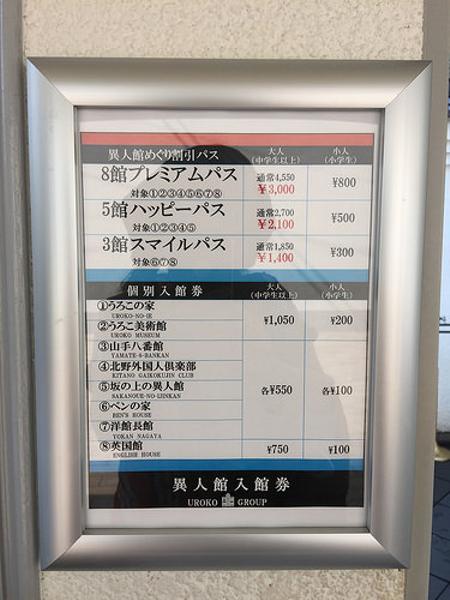 異人館めぐり割引パス 大人 (中学生以上) 小人 (小学生)
8館プレミアムパス 通常4,550 ¥800
対象①②③④⑤⑥⑦⑧ ¥3,000
5館ハッピーパス 通常2,700 ¥500
対象①②③④⑤ ¥2,100
3館スマイルパス 通常1,850 ¥300
対象⑥⑦⑧ ¥1,400
個別入館券 大人 (中学生以上) 小人 (小学生)
①うろこの家
UROKO-NO-IE
¥1,050 ¥200
②うろこ美術館
UROKO MUSEUM
③山手八番館
YAMATE-8-BANKAN
④北野外国人倶楽部
KITANO GAIKOKUJIN CLUB
⑤坂の上の異人館
SAKANOUE-NO-IJINKAN
各¥550 各¥100
⑥ベンの家
BEN'S HOUSE
⑦洋館長館
YOKAN NAGAYA
⑧英国館 ¥750 ¥100
ENGLISH HOUSE
異人館入館券
UROKO GROUP